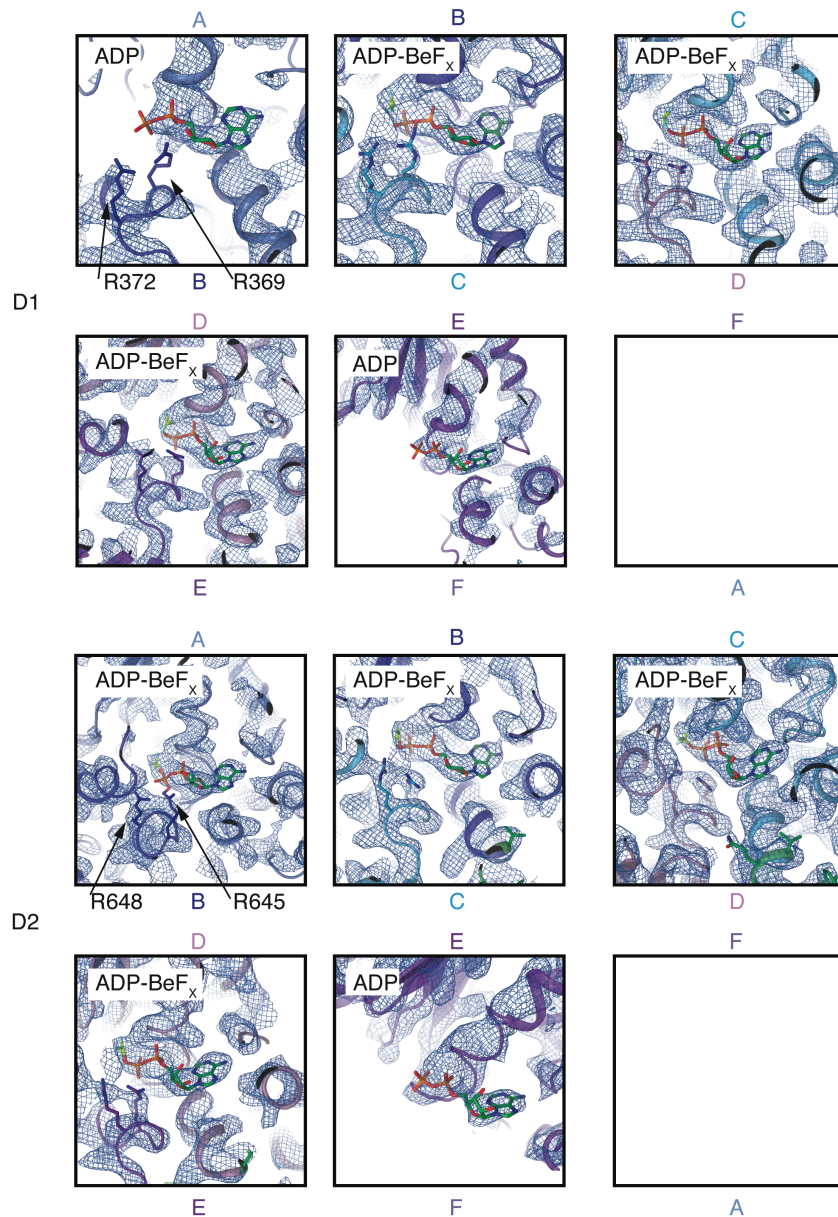 A B C
ADP ADP-BeFx ADP-BeFx
R372 B R369 C D
D1
D E F
ADP-BeFx ADP
E F A
A B C
ADP-BeFx ADP-BeFx ADP-BeFx
R648 B R645 C D
D2
D E F
ADP-BeFx ADP
E F A